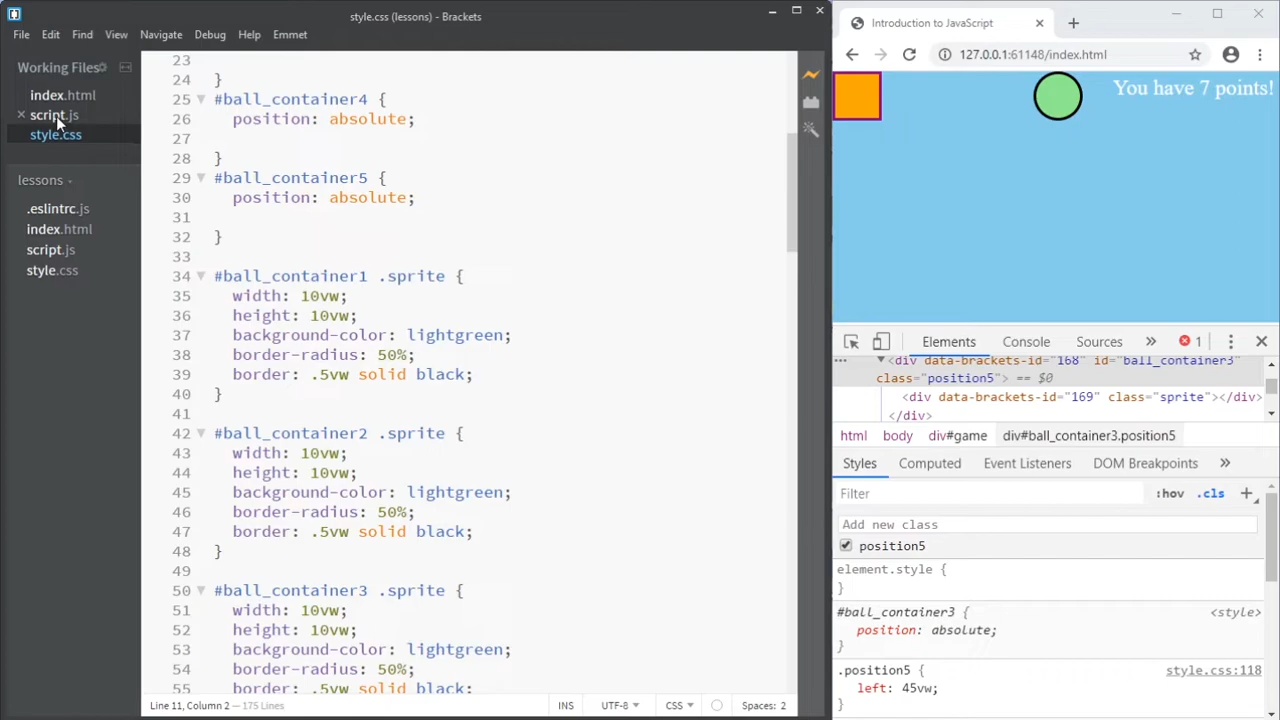 style.css (lessons) - Brackets
File Edit Find View Navigate Debug Help Emmet
Working Files
index.html
script.js
style.css
lessons
.eslintrc.js
index.html
script.js
style.css
23
24 }
25 #ball_container4 {
26 position: absolute;
27
28 }
29 #ball_container5 {
30 position: absolute;
31
32 }
33
34 #ball_container1 .sprite {
35 width: 10vw;
36 height: 10vw;
37 background-color: lightgreen;
38 border-radius: 50%;
39 border: .5vw solid black;
40 }
41
42 #ball_container2 .sprite {
43 width: 10vw;
44 height: 10vw;
45 background-color: lightgreen;
46 border-radius: 50%;
47 border: .5vw solid black;
48 }
49
50 #ball_container3 .sprite {
51 width: 10vw;
52 height: 10vw;
53 background-color: lightgreen;
54 border-radius: 50%;
55 border: .5vw solid black;
Line 11, Column 2 — 175 Lines
INS UTF-8 CSS Spaces: 2
Introduction to JavaScript
127.0.0.1:61148/index.html
You have 7 points!
Elements Console Sources » 1
<div data-brackets-id="168" id="ball_container3"
class="position5"> == $0
<div data-brackets-id="169" class="sprite"></div>
</div>
html body div#game div#ball_container3.position5
Styles Computed Event Listeners DOM Breakpoints »
Filter :hov .cls +
Add new class
position5
element.style {
}
#ball_container3 { <style>
position: absolute;
}
.position5 { style.css:118
left: 45vw;
}